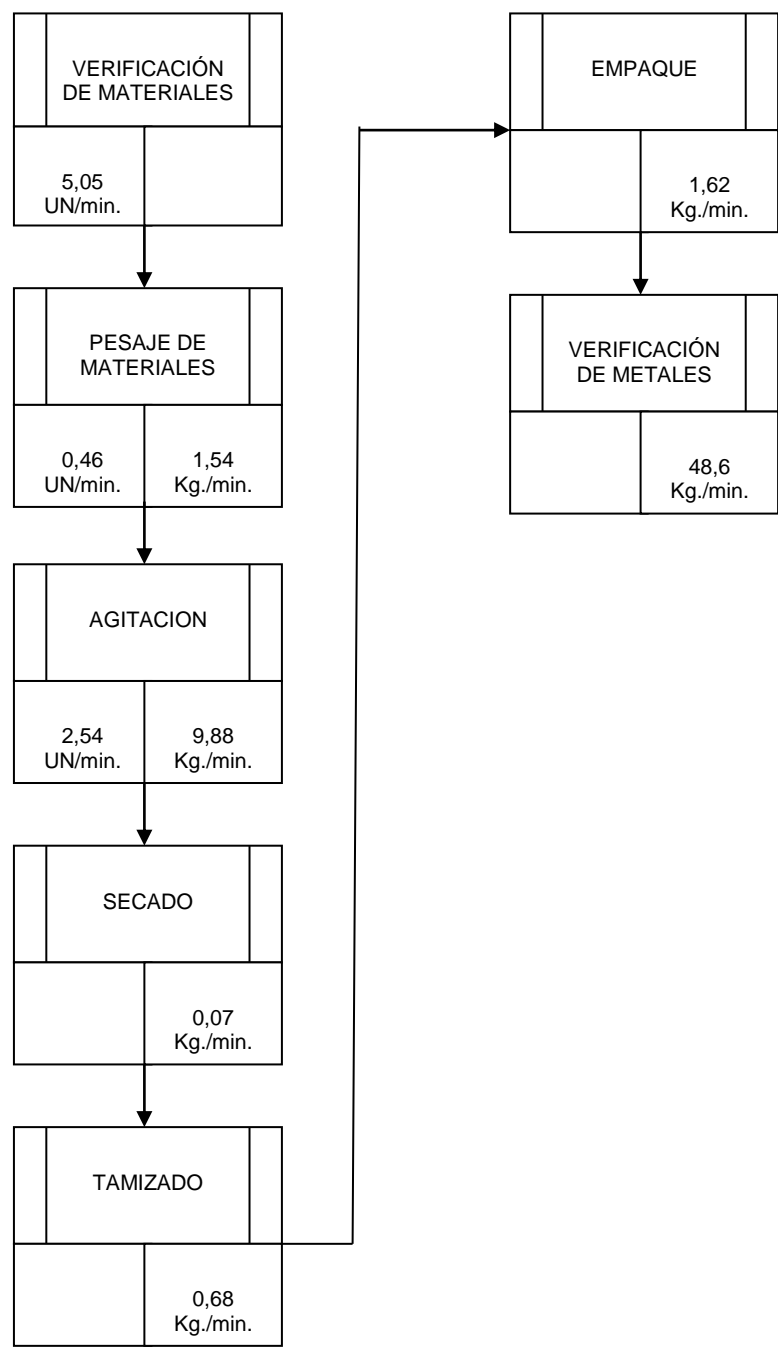 VERIFICACIÓN
DE MATERIALES
5,05
UN/min.
PESAJE DE
MATERIALES
0,46
UN/min.
1,54
Kg./min.
AGITACION
2,54
UN/min.
9,88
Kg./min.
SECADO
0,07
Kg./min.
TAMIZADO
0,68
Kg./min.
EMPAQUE
1,62
Kg./min.
VERIFICACIÓN
DE METALES
48,6
Kg./min.